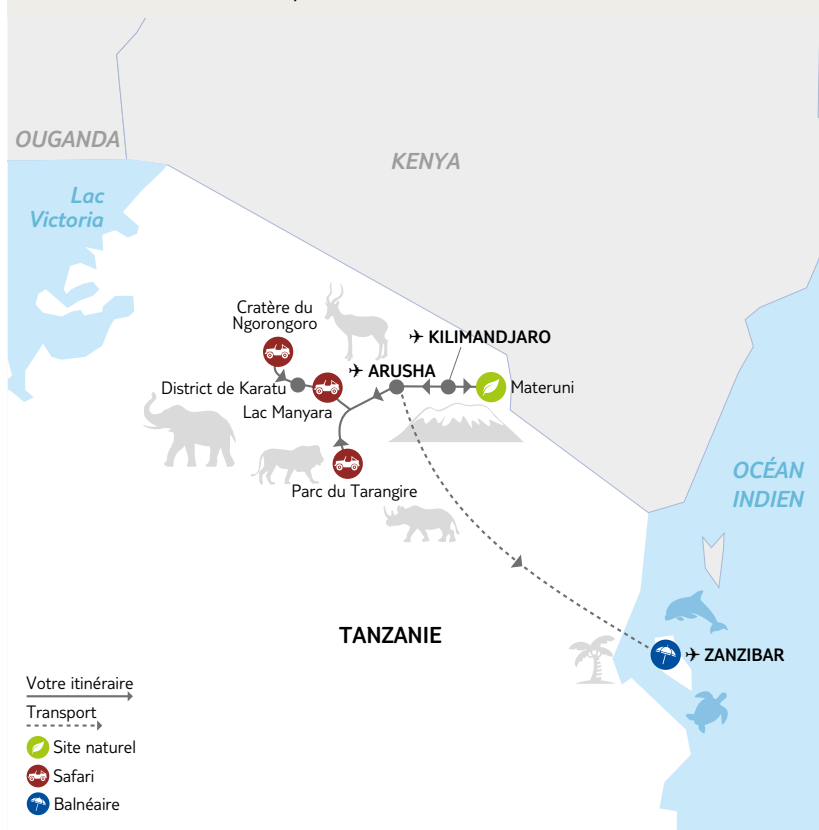 OUGANDA
KENYA
Lac
Victoria
Cratère du
Ngorongoro
KILIMANDJARO
ARUSHA
District de Karatu
Materuni
Lac Manyara
Parc du Tarangire
OCÉAN
INDIEN
TANZANIE
ZANZIBAR
Votre itinéraire
Transport
Site naturel
Safari
Balnéaire